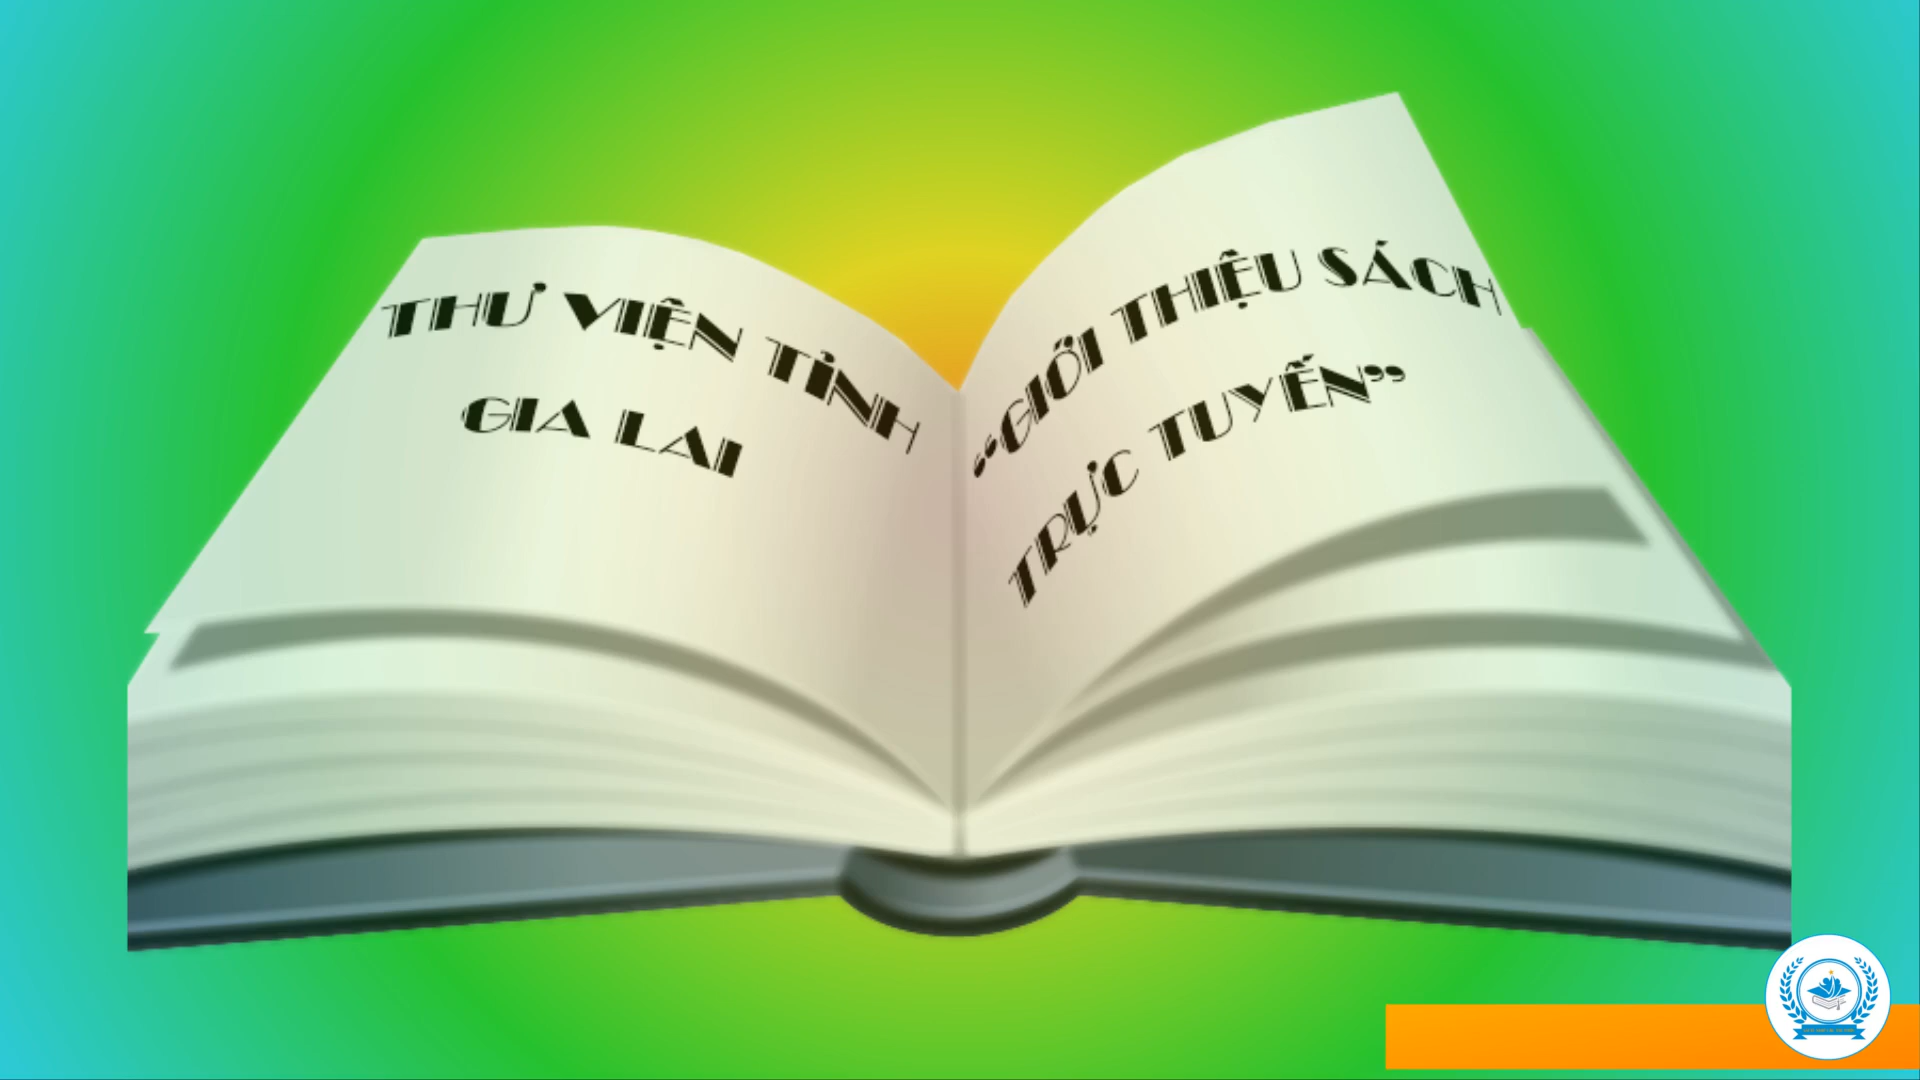 THƯ VIỆN TỈNH
GIA LAI
“GIỚI THIỆU SÁCH
TRỰC TUYẾN”